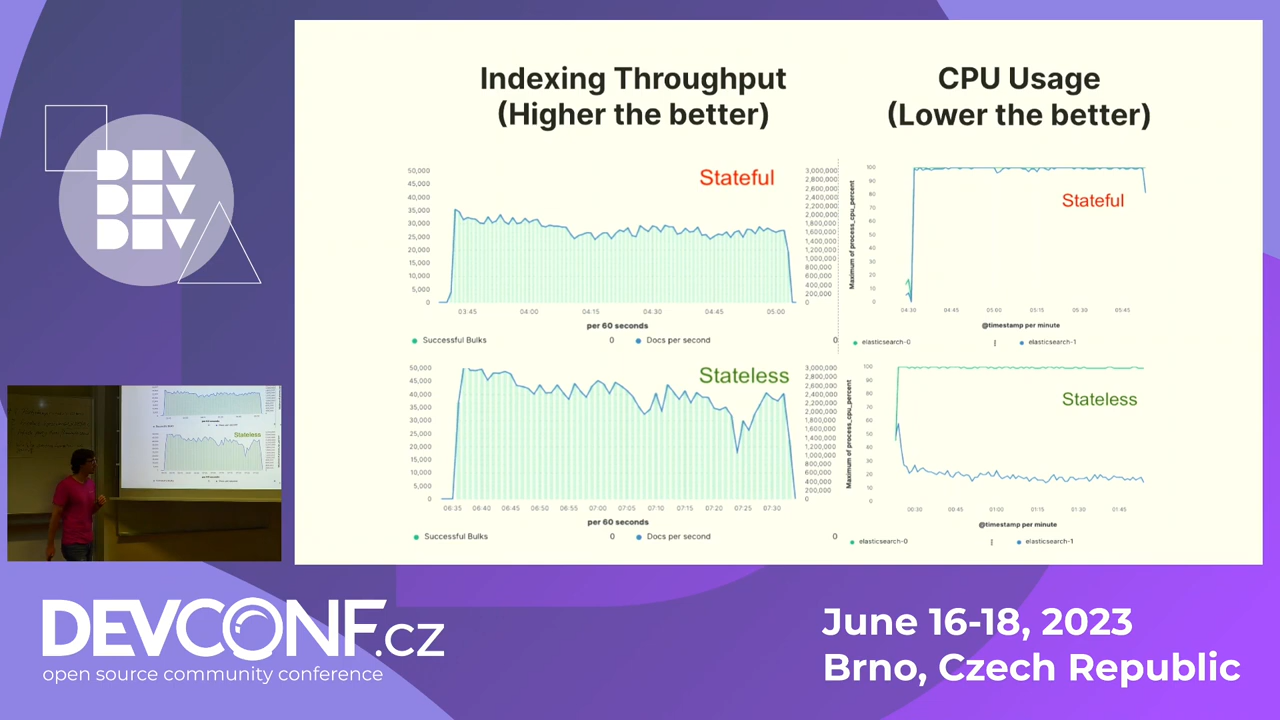 DEV
DEV
DEV
Indexing Throughput
(Higher the better)
CPU Usage
(Lower the better)
Stateful
50,000
45,000
40,000
35,000
30,000
25,000
20,000
15,000
10,000
5,000
0
3,000,000
2,800,000
2,600,000
2,400,000
2,200,000
2,000,000
1,800,000
1,600,000
1,400,000
1,200,000
1,000,000
800,000
600,000
400,000
200,000
0
03:45 04:00 04:15 04:30 04:45 05:00
per 60 seconds
Successful Bulks 0 Docs per second 0
Stateful
Maximum of process_cpu_percent
100
90
80
70
60
50
40
30
20
10
0
04:30 04:45 05:00 05:15 05:30 05:45
@timestamp per minute
elasticsearch-0 elasticsearch-1
Stateless
50,000
45,000
40,000
35,000
30,000
25,000
20,000
15,000
10,000
5,000
0
3,000,000
2,800,000
2,600,000
2,400,000
2,200,000
2,000,000
1,800,000
1,600,000
1,400,000
1,200,000
1,000,000
800,000
600,000
400,000
200,000
0
06:35 06:40 06:45 06:50 06:55 07:00 07:05 07:10 07:15 07:20 07:25 07:30
per 60 seconds
Successful Bulks 0 Docs per second 0
Stateless
Maximum of process_cpu_percent
100
90
80
70
60
50
40
30
20
10
0
00:30 00:45 01:00 01:15 01:30 01:45
@timestamp per minute
elasticsearch-0 elasticsearch-1
Stateless
DEVCONF.cz
open source community conference
June 16-18, 2023
Brno, Czech Republic